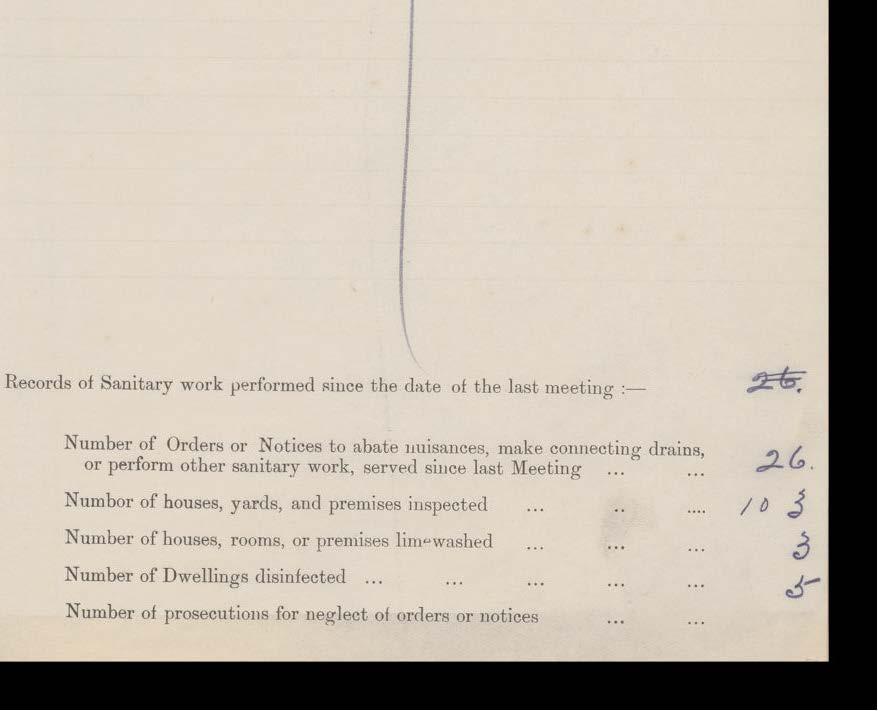 Records of Sanitary work performed since the date of the last meeting :— 26.
Number of Orders or Notices to abate nuisances, make connecting drains,
or perform other sanitary work, served since last Meeting ... ... 26.
Numbor of houses, yards, and premises inspected ... .. .... 103
Number of houses, rooms, or premises limewashed ... ... ... 3
Number of Dwellings disinfected ... ... ... ... ... 5
Number of prosecutions for neglect of orders or notices ... ...